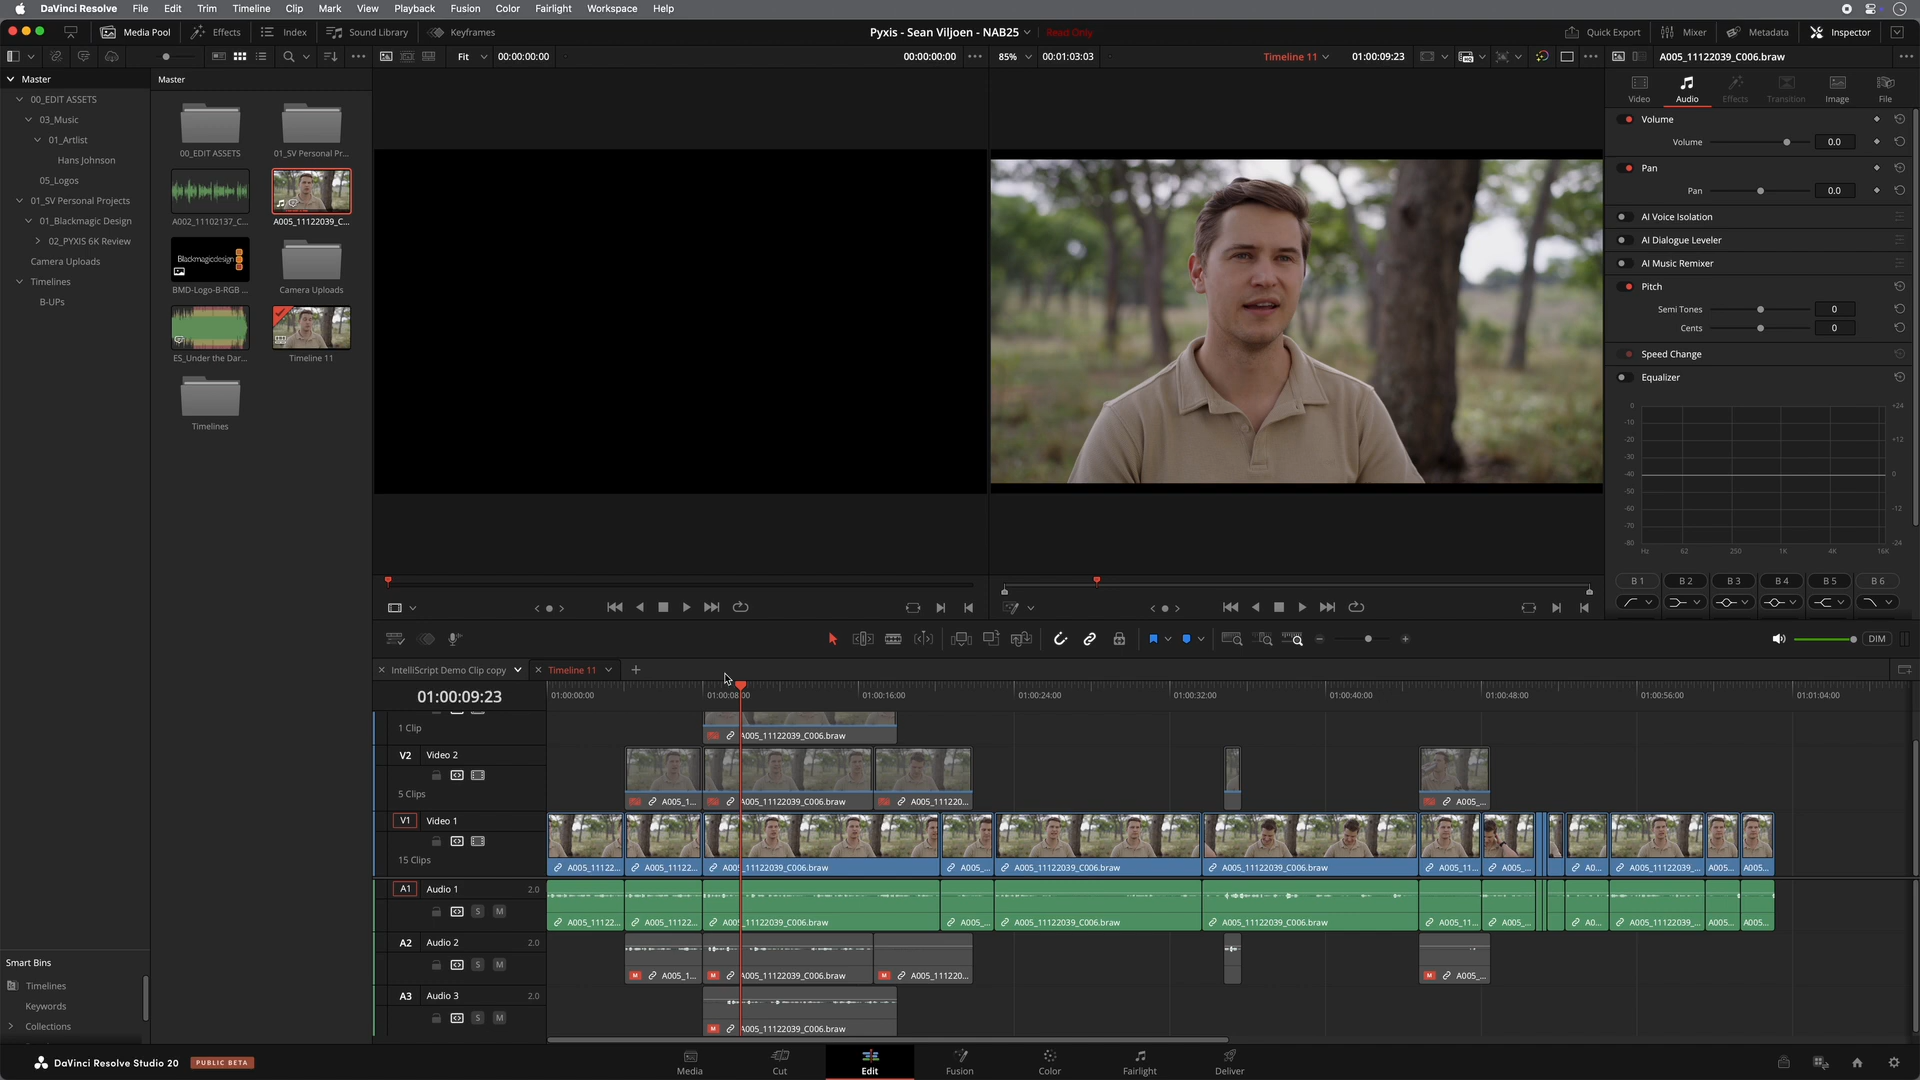 DaVinci Resolve File Edit Trim Timeline Clip Mark View Playback Fusion Color Fairlight Workspace Help
Media Pool Effects Index Sound Library Keyframes Pyxis - Sean Viljoen - NAB25 Read Only Quick Export Mixer Metadata Inspector
Fit 00:00:00:00 00:00:00:00 85% 00:01:03:03 Timeline 11 01:00:09:23 A005_11122039_C006.braw
Master
00_EDIT ASSETS
03_Music
01_Artlist
Hans Johnson
05_Logos
01_SV Personal Projects
01_Blackmagic Design
02_PYXIS 6K Review
Camera Uploads
Timelines
B-UPs
Smart Bins
Timelines
Keywords
Collections
Master
00_EDIT ASSETS 01_SV Personal Pr...
A002_11102137_C... A005_11122039_C...
Blackmagicdesign
BMD-Logo-B-RGB ... Camera Uploads
ES_Under the Dar... Timeline 11
Timelines
Video Audio Effects Transition Image File
Volume
Volume 0.0
Pan
Pan 0.0
AI Voice Isolation
AI Dialogue Leveler
AI Music Remixer
Pitch
Semi Tones 0
Cents 0
Speed Change
Equalizer
0 +24
-10
-20 +12
-30
-40 0
-50
-60 -12
-70
-80 -24
Hz 62 250 1K 4K 16K
B 1 B 2 B 3 B 4 B 5 B 6
DIM
IntelliScript Demo Clip copy Timeline 11
01:00:09:23 01:00:00:00 01:00:08:00 01:00:16:00 01:00:24:00 01:00:32:00 01:00:40:00 01:00:48:00 01:00:56:00 01:01:04:00
1 Clip A005_11122039_C006.braw
V2 Video 2
5 Clips A005_1... A005_11122039_C006.braw A005_111220... A005_...
V1 Video 1
15 Clips
A005_11122... A005_11122... A005_11122039_C006.braw A005_... A005_11122039_C006.braw A005_11122039_C006.braw A005_11... A005_... A0... A005_11122039_... A005... A005...
A1 Audio 1 2.0
S M
A005_11122... A005_11122... A005_11122039_C006.braw A005_... A005_11122039_C006.braw A005_11122039_C006.braw A005_11... A005_... A0... A005_11122039_... A005... A005...
A2 Audio 2 2.0
S M
M A005_1... M A005_11122039_C006.braw M A005_111220... M A005_...
A3 Audio 3 2.0
S M
M A005_11122039_C006.braw
DaVinci Resolve Studio 20 PUBLIC BETA Media Cut Edit Fusion Color Fairlight Deliver